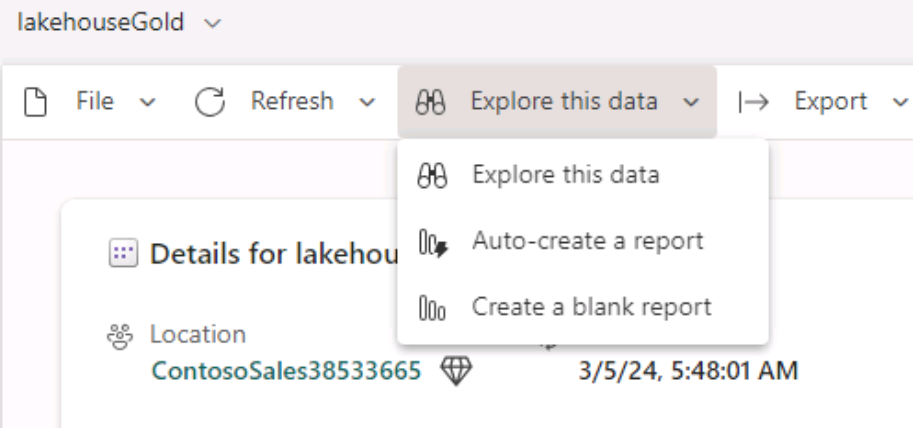 lakehouseGold
File Refresh Explore this data Export
Explore this data
Auto-create a report
Create a blank report
Details for lakehou
Location
ContosoSales38533665 3/5/24, 5:48:01 AM